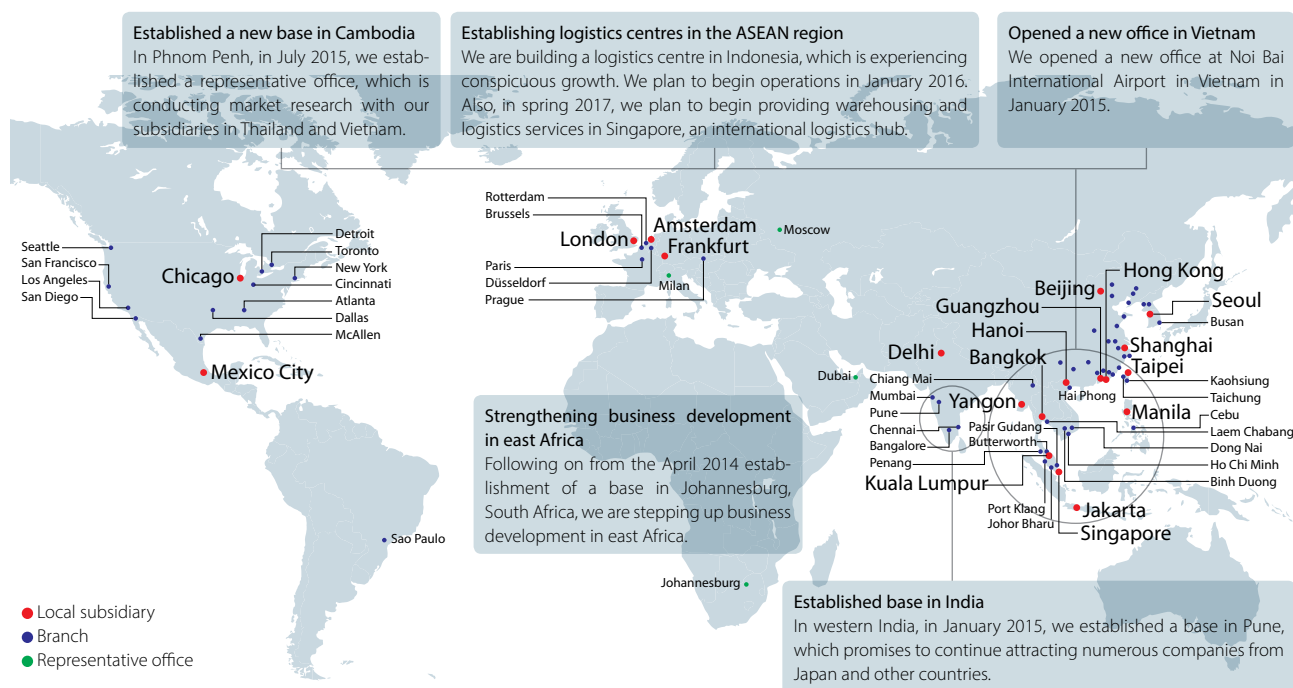 Established a new base in Cambodia
In Phnom Penh, in July 2015, we estab-
lished a representative office, which is
conducting market research with our
subsidiaries in Thailand and Vietnam.
Establishing logistics centres in the ASEAN region
We are building a logistics centre in Indonesia, which is experiencing
conspicuous growth. We plan to begin operations in January 2016.
Also, in spring 2017, we plan to begin providing warehousing and
logistics services in Singapore, an international logistics hub.
Opened a new office in Vietnam
We opened a new office at Noi Bai
International Airport in Vietnam in
January 2015.
Seattle
San Francisco
Los Angeles
San Diego
Chicago
Detroit
Toronto
New York
Cincinnati
Atlanta
Dallas
McAllen
Mexico City
Sao Paulo
Rotterdam
Brussels
London
Amsterdam
Frankfurt
Paris
Düsseldorf
Prague
Milan
Moscow
Dubai
Johannesburg
Strengthening business development
in east Africa
Following on from the April 2014 estab-
lishment of a base in Johannesburg,
South Africa, we are stepping up business
development in east Africa.
Hong Kong
Beijing
Guangzhou
Hanoi
Bangkok
Delhi
Seoul
Busan
Shanghai
Taipei
Kaohsiung
Taichung
Hai Phong
Chiang Mai
Mumbai
Pune
Chennai
Bangalore
Penang
Yangon
Pasir Gudang
Butterworth
Kuala Lumpur
Manila
Cebu
Laem Chabang
Dong Nai
Ho Chi Minh
Binh Duong
Port Klang
Johor Bharu
Jakarta
Singapore
Established base in India
In western India, in January 2015, we established a base in Pune,
which promises to continue attracting numerous companies from
Japan and other countries.
Local subsidiary
Branch
Representative office